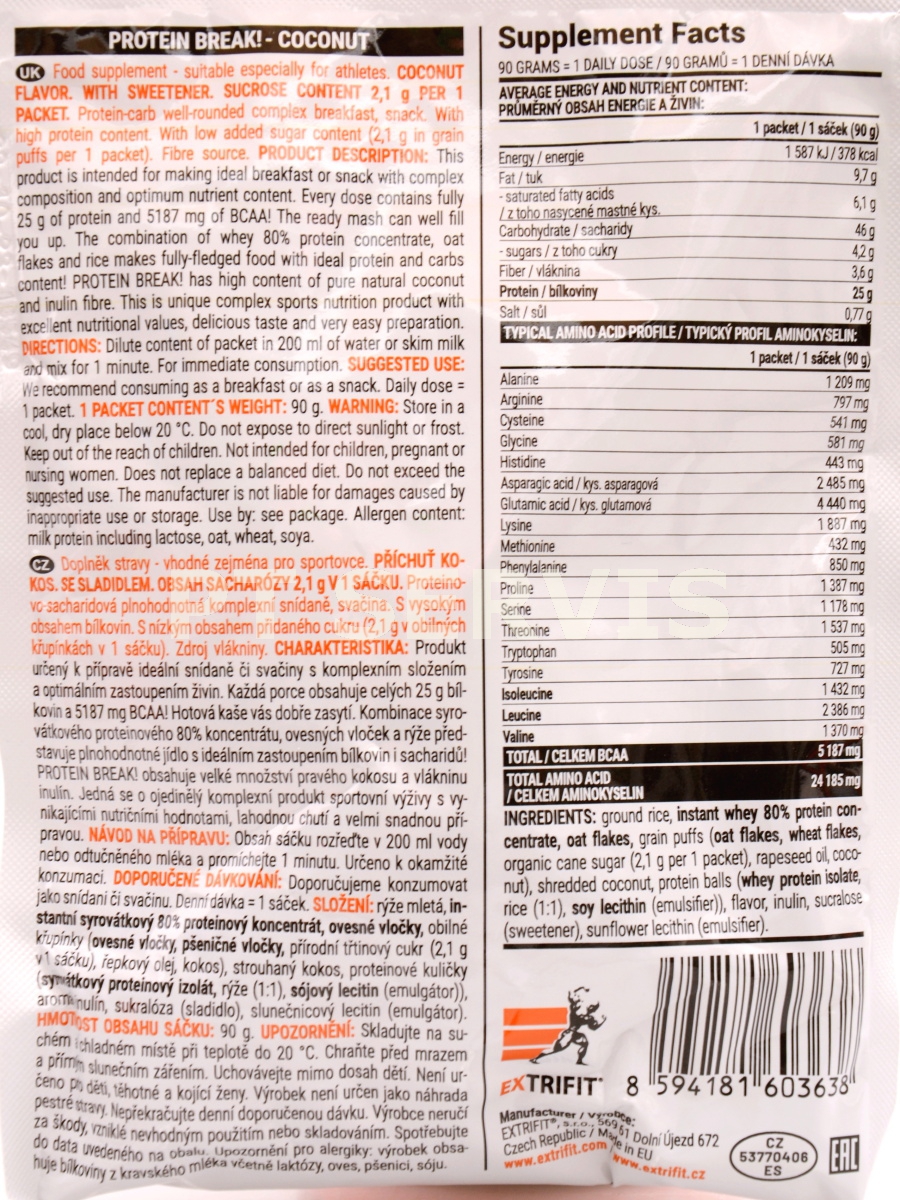 PROTEIN BREAK! - COCONUT
UK Food supplement - suitable especially for athletes. COCONUT
FLAVOR. WITH SWEETENER. SUCROSE CONTENT 2,1 g PER 1
PACKET. Protein-carb well-rounded complex breakfast, snack. With
high protein content. With low added sugar content (2,1 g in grain
puffs per 1 packet). Fibre source. PRODUCT DESCRIPTION: This
product is intended for making ideal breakfast or snack with complex
composition and optimum nutrient content. Every dose contains fully
25 g of protein and 5187 mg of BCAA! The ready mash can well fill
you up. The combination of whey 80% protein concentrate, oat
flakes and rice makes fully-fledged food with ideal protein and carbs
content! PROTEIN BREAK! has high content of pure natural coconut
and inulin fibre. This is unique complex sports nutrition product with
excellent nutritional values, delicious taste and very easy preparation.
DIRECTIONS: Dilute content of packet in 200 ml of water or skim milk
and mix for 1 minute. For immediate consumption. SUGGESTED USE:
We recommend consuming as a breakfast or as a snack. Daily dose =
1 packet. 1 PACKET CONTENT´S WEIGHT: 90 g. WARNING: Store in a
cool, dry place below 20 °C. Do not expose to direct sunlight or frost.
Keep out of the reach of children. Not intended for children, pregnant or
nursing women. Does not replace a balanced diet. Do not exceed the
suggested use. The manufacturer is not liable for damages caused by
inappropriate use or storage. Use by: see package. Allergen content:
milk protein including lactose, oat, wheat, soya.
CZ Doplněk stravy - vhodné zejména pro sportovce. PŘÍCHUŤ KO-
KOS. SE SLADIDLEM. OBSAH SACHARÓZY 2,1 g V 1 SÁČKU. Proteino-
vo-sacharidová plnohodnotná komplexní snídaně, svačina. S vysokým
obsahem bílkovin. S nízkým obsahem přidaného cukru (2,1 g v obilných
křupinkách v 1 sáčku). Zdroj vlákniny. CHARAKTERISTIKA: Produkt
určený k přípravě ideální snídaně či svačiny s komplexním složením
a optimálním zastoupením živin. Každá porce obsahuje celých 25 g bíl-
kovin a 5187 mg BCAA! Hotová kaše vás dobře zasytí. Kombinace syro-
vátkového proteinového 80% koncentrátu, ovesných vloček a rýže před-
stavuje plnohodnotné jídlo s ideálním zastoupením bílkovin i sacharidů!
PROTEIN BREAK! obsahuje velké množství pravého kokosu a vlákninu
inulin. Jedná se o ojedinělý komplexní produkt sportovní výživy s vy-
nikajícími nutričními hodnotami, lahodnou chutí a velmi snadnou pří-
pravou. NÁVOD NA PŘÍPRAVU: Obsah sáčku rozřeďte v 200 ml vody
nebo odtučněného mléka a promíchejte 1 minutu. Určeno k okamžité
konzumaci. DOPORUČENÉ DÁVKOVÁNÍ: Doporučujeme konzumovat
jako snídani či svačinu. Denní dávka = 1 sáček. SLOŽENÍ: rýže mletá, in-
stantní syrovátkový 80% proteinový koncentrát, ovesné vločky, obilné
křupinky (ovesné vločky, pšeničné vločky, přírodní třtinový cukr (2,1 g
v 1 sáčku), řepkový olej, kokos), strouhaný kokos, proteinové kuličky
(syrovátkový proteinový izolát, rýže (1:1), sójový lecitin (emulgátor)),
inulín, sukralóza (sladidlo), slunečnicový lecitin (emulgátor).
OBSAHU SÁČKU: 90 g. UPOZORNĚNÍ: Skladujte na su-
chém chladném místě při teplotě do 20 °C. Chraňte před mrazem
a přímým slunečním zářením. Uchovávejte mimo dosah dětí. Není ur-
čeno pro děti, těhotné a kojící ženy. Výrobek není určen jako náhrada
pestré stravy. Nepřekračujte denní doporučenou dávku. Výrobce neručí
za škody, vzniklé nevhodným použitím nebo skladováním. Spotřebujte
do data uvedeného na obalu. Upozornění pro alergiky: výrobek obsa-
huje bílkoviny z kravského mléka včetně laktózy, oves, pšenici, sóju.
Supplement Facts
90 GRAMS = 1 DAILY DOSE / 90 GRAMŮ = 1 DENNÍ DÁVKA
AVERAGE ENERGY AND NUTRIENT CONTENT:
PRŮMĚRNÝ OBSAH ENERGIE A ŽIVIN:
1 packet / 1 sáček (90 g)
Energy / energie 1 587 kJ / 378 kcal
Fat / tuk 9,7 g
- saturated fatty acids
/ z toho nasycené mastné kys. 6,1 g
Carbohydrate / sacharidy 46 g
- sugars / z toho cukry 4,2 g
Fiber / vláknina 3,6 g
Protein / bílkoviny 25 g
Salt / sůl 0,77 g
TYPICAL AMINO ACID PROFILE / TYPICKÝ PROFIL AMINOKYSELIN:
1 packet / 1 sáček (90 g)
Alanine 1 209 mg
Arginine 797 mg
Cysteine 541 mg
Glycine 581 mg
Histidine 443 mg
Asparagic acid / kys. asparagová 2 485 mg
Glutamic acid / kys. glutamová 4 440 mg
Lysine 1 887 mg
Methionine 432 mg
Phenylalanine 850 mg
Proline 1 387 mg
Serine 1 178 mg
Threonine 1 537 mg
Tryptophan 505 mg
Tyrosine 727 mg
Isoleucine 1 432 mg
Leucine 2 386 mg
Valine 1 370 mg
TOTAL / CELKEM BCAA 5 187 mg
TOTAL AMINO ACID
/ CELKEM AMINOKYSELIN 24 185 mg
INGREDIENTS: ground rice, instant whey 80% protein con-
centrate, oat flakes, grain puffs (oat flakes, wheat flakes,
organic cane sugar (2,1 g per 1 packet), rapeseed oil, coco-
nut), shredded coconut, protein balls (whey protein isolate,
rice (1:1), soy lecithin (emulsifier)), flavor, inulin, sucralose
(sweetener), sunflower lecithin (emulsifier).
EXTRIFIT
8 594181 603638
Manufacturer / Výrobce:
EXTRIFIT®, s.r.o., 569 61 Dolní Újezd 672
Czech Republic / Made in EU
www.extrifit.com www.extrifit.cz
CZ
53770406
ES
EAC